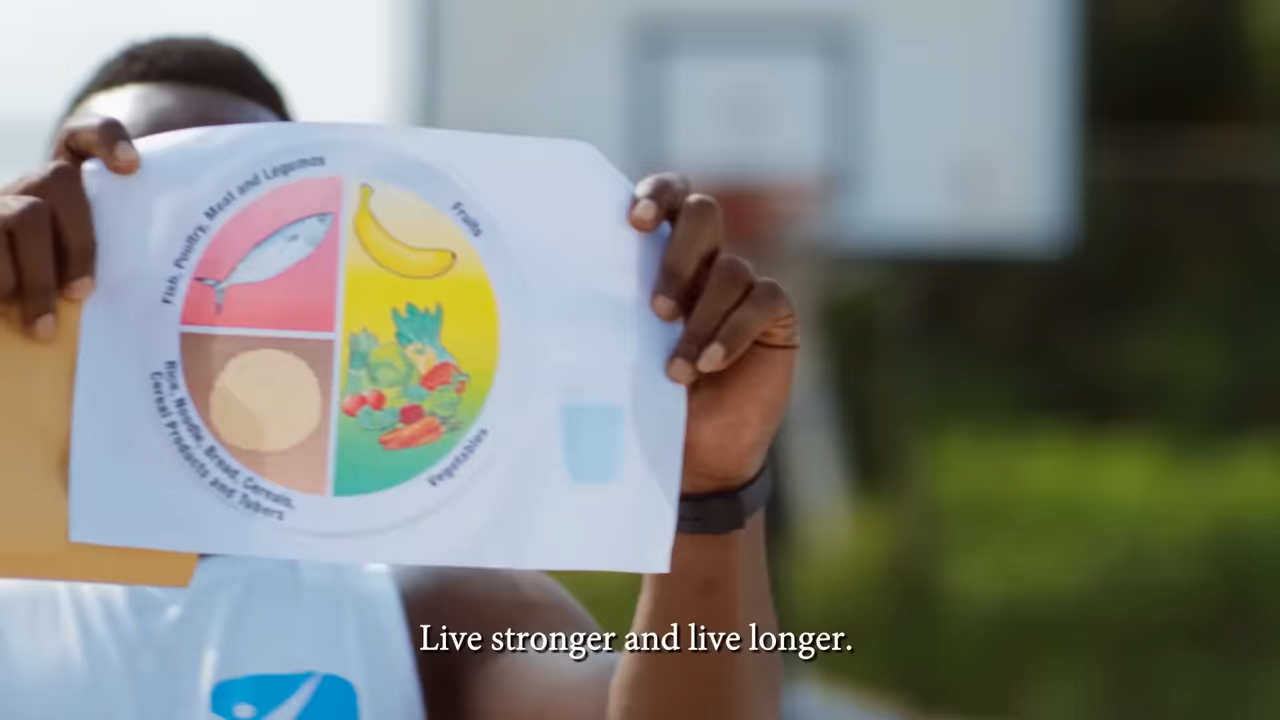 Fish, Poultry, Meat and Legumes
Fruits
Rice, Noodle, Bread, Cereals,
Cereal Products and Tubers
Vegetables
Live stronger and live longer.